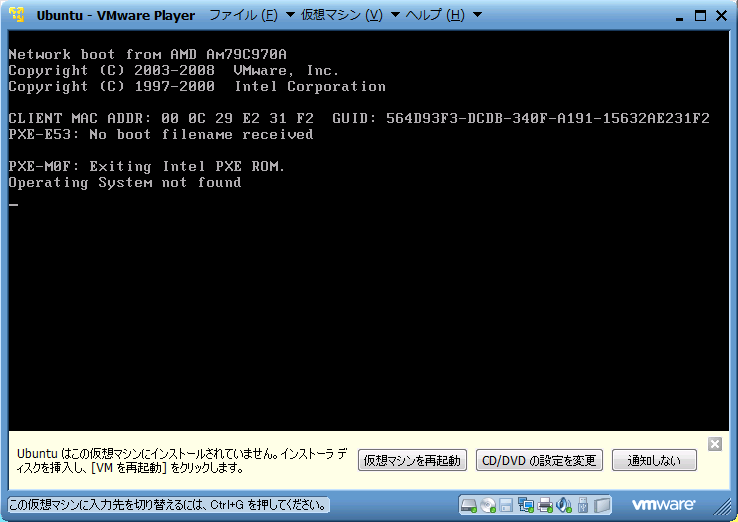 Ubuntu - VMware Player ファイル (F) 仮想マシン (V) ヘルプ (H)
Network boot from AMD Am79C970A
Copyright (C) 2003-2008  VMware, Inc.
Copyright (C) 1997-2000  Intel Corporation
CLIENT MAC ADDR: 00 0C 29 E2 31 F2  GUID: 564D93F3-DCDB-340F-A191-15632AE231F2
PXE-E53: No boot filename received
PXE-M0F: Exiting Intel PXE ROM.
Operating System not found
Ubuntu はこの仮想マシンにインストールされていません。インストーラ デ
ィスクを挿入し、[VM を再起動] をクリックします。
仮想マシンを再起動 CD/DVD の設定を変更 通知しない
この仮想マシンに入力先を切り替えるには、Ctrl+G を押してください。 vmware